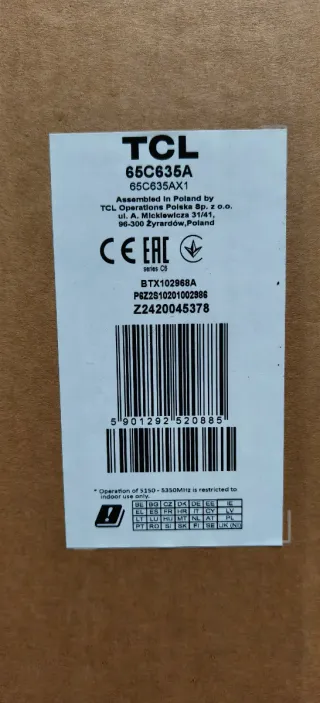 TCL
65C635A
65C635AX1
Assembled in Poland by
TCL Operations Polska Sp. z o.o.
ul. A. Mickiewicza 31/41,
96-300 Żyrardów,Poland
CE EAC
series C6
BTX102968A
P6Z2S10201002986
Z2420045378
5 901292 520885
* Operation of 5150 - 5350MHz is restricted to
indoor use only.
BE BG CZ DK DE EE IE
EL ES FR HR IT CY LV
LT LU HU MT NL AT PL
PT RO SI SK FI SE UK (NI)